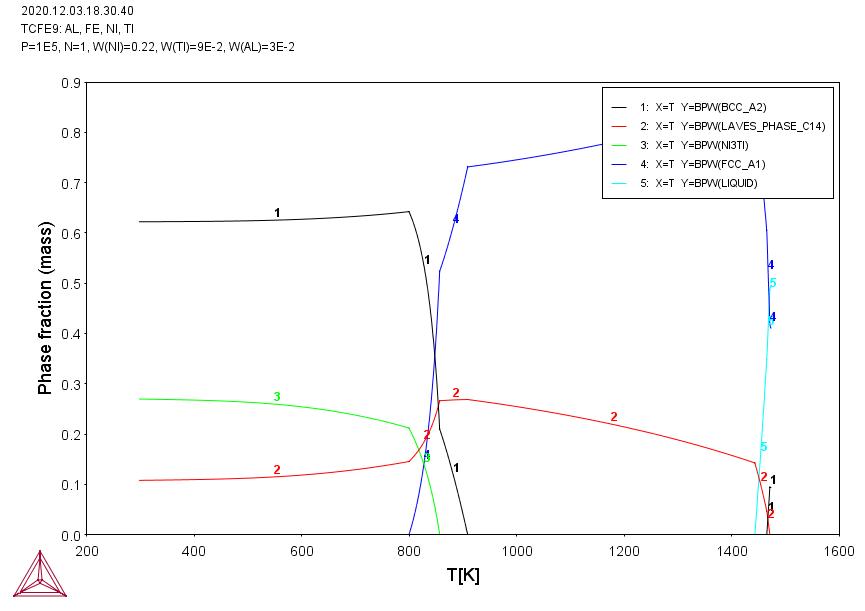 2020.12.03.18.30.40
TCFE9: AL, FE, NI, TI
P=1E5, N=1, W(NI)=0.22, W(TI)=9E-2, W(AL)=3E-2
1: X=T Y=BPW(BCC_A2)
2: X=T Y=BPW(LAVES_PHASE_C14)
3: X=T Y=BPW(NI3TI)
4: X=T Y=BPW(FCC_A1)
5: X=T Y=BPW(LIQUID)
Phase fraction (mass)
0.9
0.8
0.7
0.6
0.5
0.4
0.3
0.2
0.1
0.0
1
1
4
4
5
4
3
2
2
2
4
1
5
2
1
1
2
200 400 600 800 1000 1200 1400 1600
T[K]